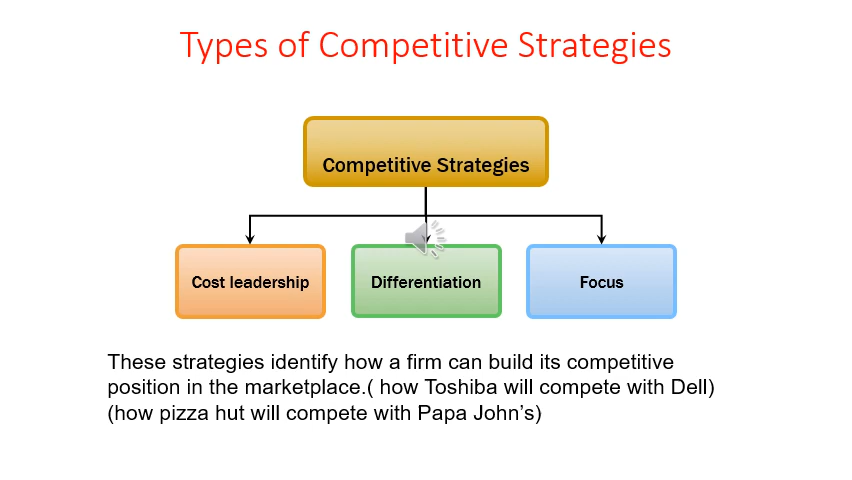 Types of Competitive Strategies
Competitive Strategies
Cost leadership
Differentiation
Focus
These strategies identify how a firm can build its competitive
position in the marketplace.( how Toshiba will compete with Dell)
(how pizza hut will compete with Papa John’s)